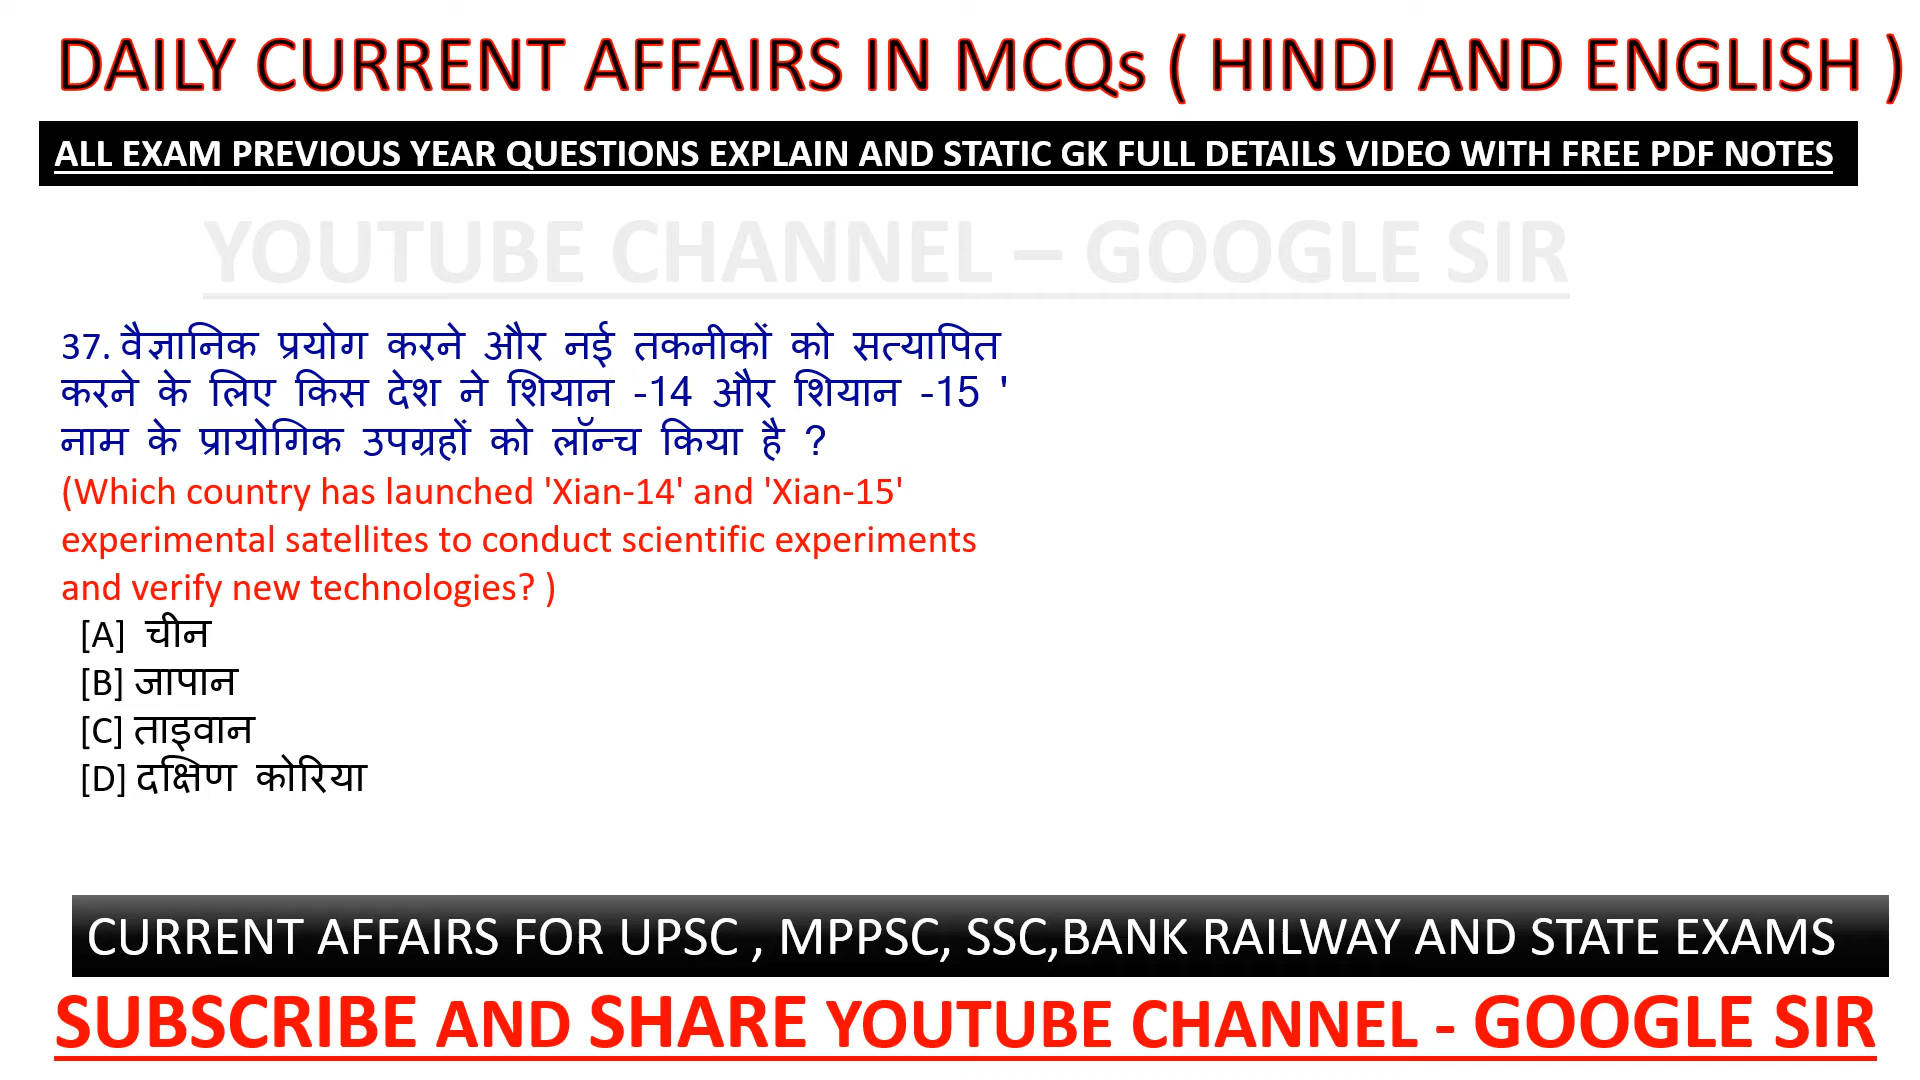 DAILY CURRENT AFFAIRS IN MCQs ( HINDI AND ENGLISH )
ALL EXAM PREVIOUS YEAR QUESTIONS EXPLAIN AND STATIC GK FULL DETAILS VIDEO WITH FREE PDF NOTES
YOUTUBE CHANNEL – GOOGLE SIR
37. वैज्ञानिक प्रयोग करने और नई तकनीकों को सत्यापित
करने के लिए किस देश ने शियान -14 और शियान -15 '
नाम के प्रायोगिक उपग्रहों को लॉन्च किया है ?
(Which country has launched 'Xian-14' and 'Xian-15'
experimental satellites to conduct scientific experiments
and verify new technologies? )
[A] चीन
[B] जापान
[C] ताइवान
[D] दक्षिण कोरिया
CURRENT AFFAIRS FOR UPSC , MPPSC, SSC,BANK RAILWAY AND STATE EXAMS
SUBSCRIBE AND SHARE YOUTUBE CHANNEL - GOOGLE SIR